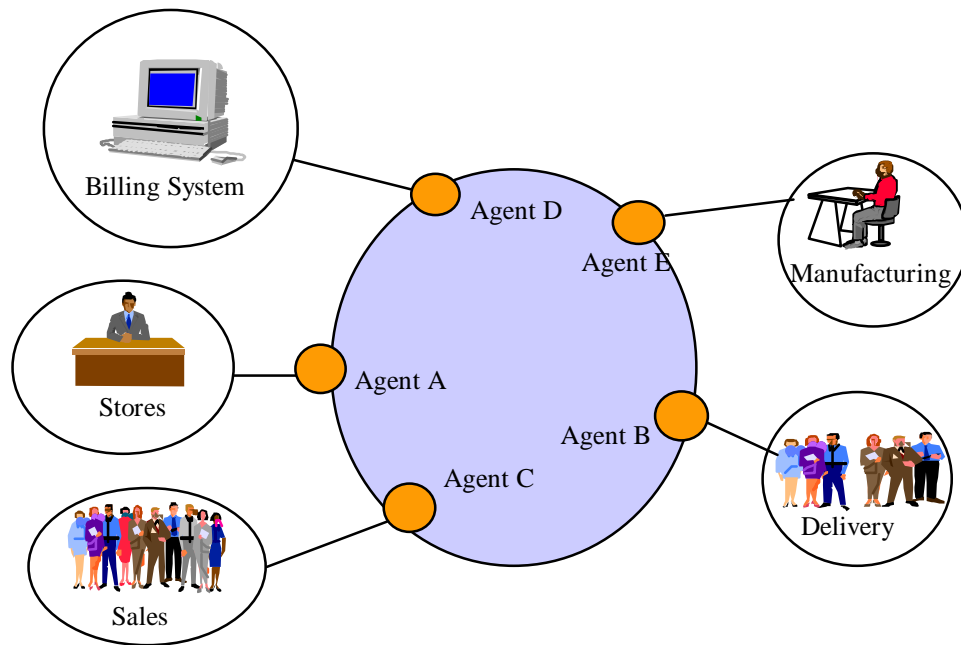 Billing System
Agent D
Agent E
Manufacturing
Stores
Agent A
Agent B
Agent C
Delivery
Sales